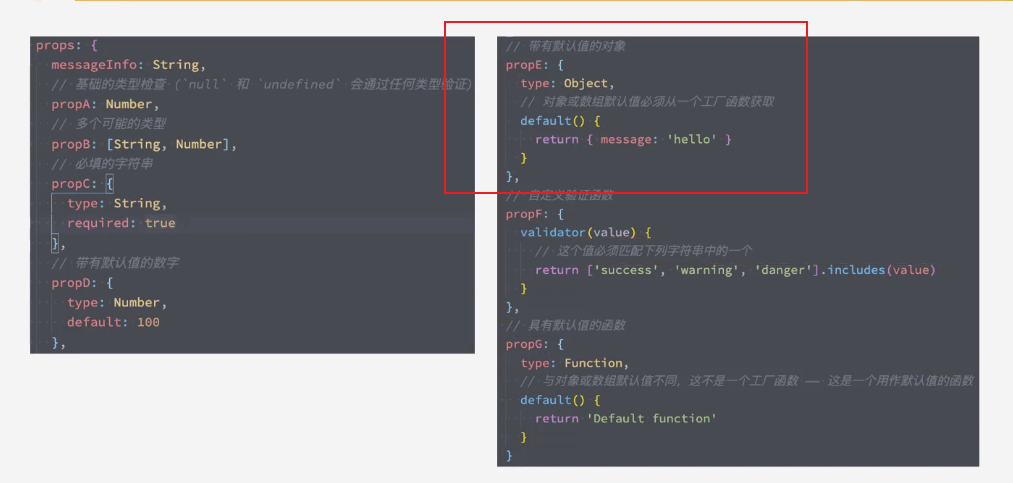 props: {
messageInfo: String,
// 基础的类型检查 (`null` 和 `undefined` 会通过任何类型验证)
propA: Number,
// 多个可能的类型
propB: [String, Number],
// 必填的字符串
propC: {
type: String,
required: true
},
// 带有默认值的数字
propD: {
type: Number,
default: 100
},
// 带有默认值的对象
propE: {
type: Object,
// 对象或数组默认值必须从一个工厂函数获取
default() {
return { message: 'hello' }
}
},
// 自定义验证函数
propF: {
validator(value) {
// 这个值必须匹配下列字符串中的一个
return ['success', 'warning', 'danger'].includes(value)
}
},
// 具有默认值的函数
propG: {
type: Function,
// 与对象或数组默认值不同，这不是一个工厂函数 —— 这是一个用作默认值的函数
default() {
return 'Default function'
}
}